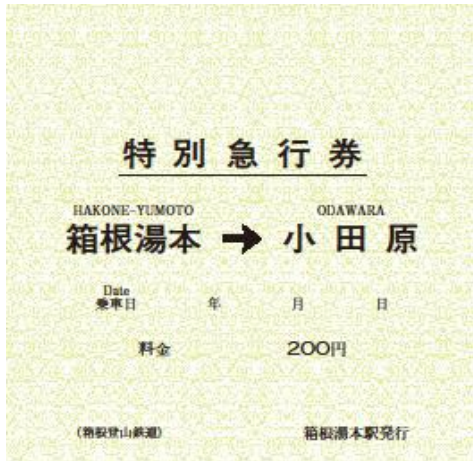 特別急行券
HAKONE-YUMOTO ODAWARA
箱根湯本 ➡ 小田原
Date
乗車日 年 月 日
料金 200円
(箱根登山鉄道) 箱根湯本駅発行